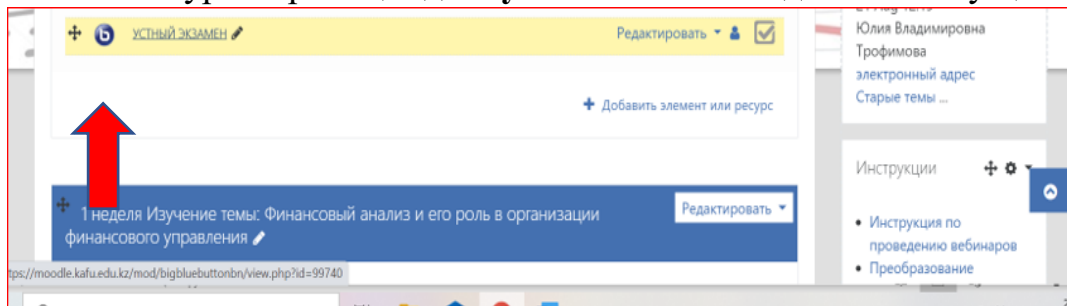 УСТНЫЙ ЭКЗАМЕН
Редактировать
Добавить элемент или ресурс
1 неделя Изучение темы: Финансовый анализ и его роль в организации
финансового управления
Редактировать
tps://moodle.kafu.edu.kz/mod/bigbluebuttonbn/view.php?id=99740
Юлия Владимировна
Трофимова
электронный адрес
Старые темы ...
Инструкции
• Инструкция по
проведению вебинаров
• Преобразование